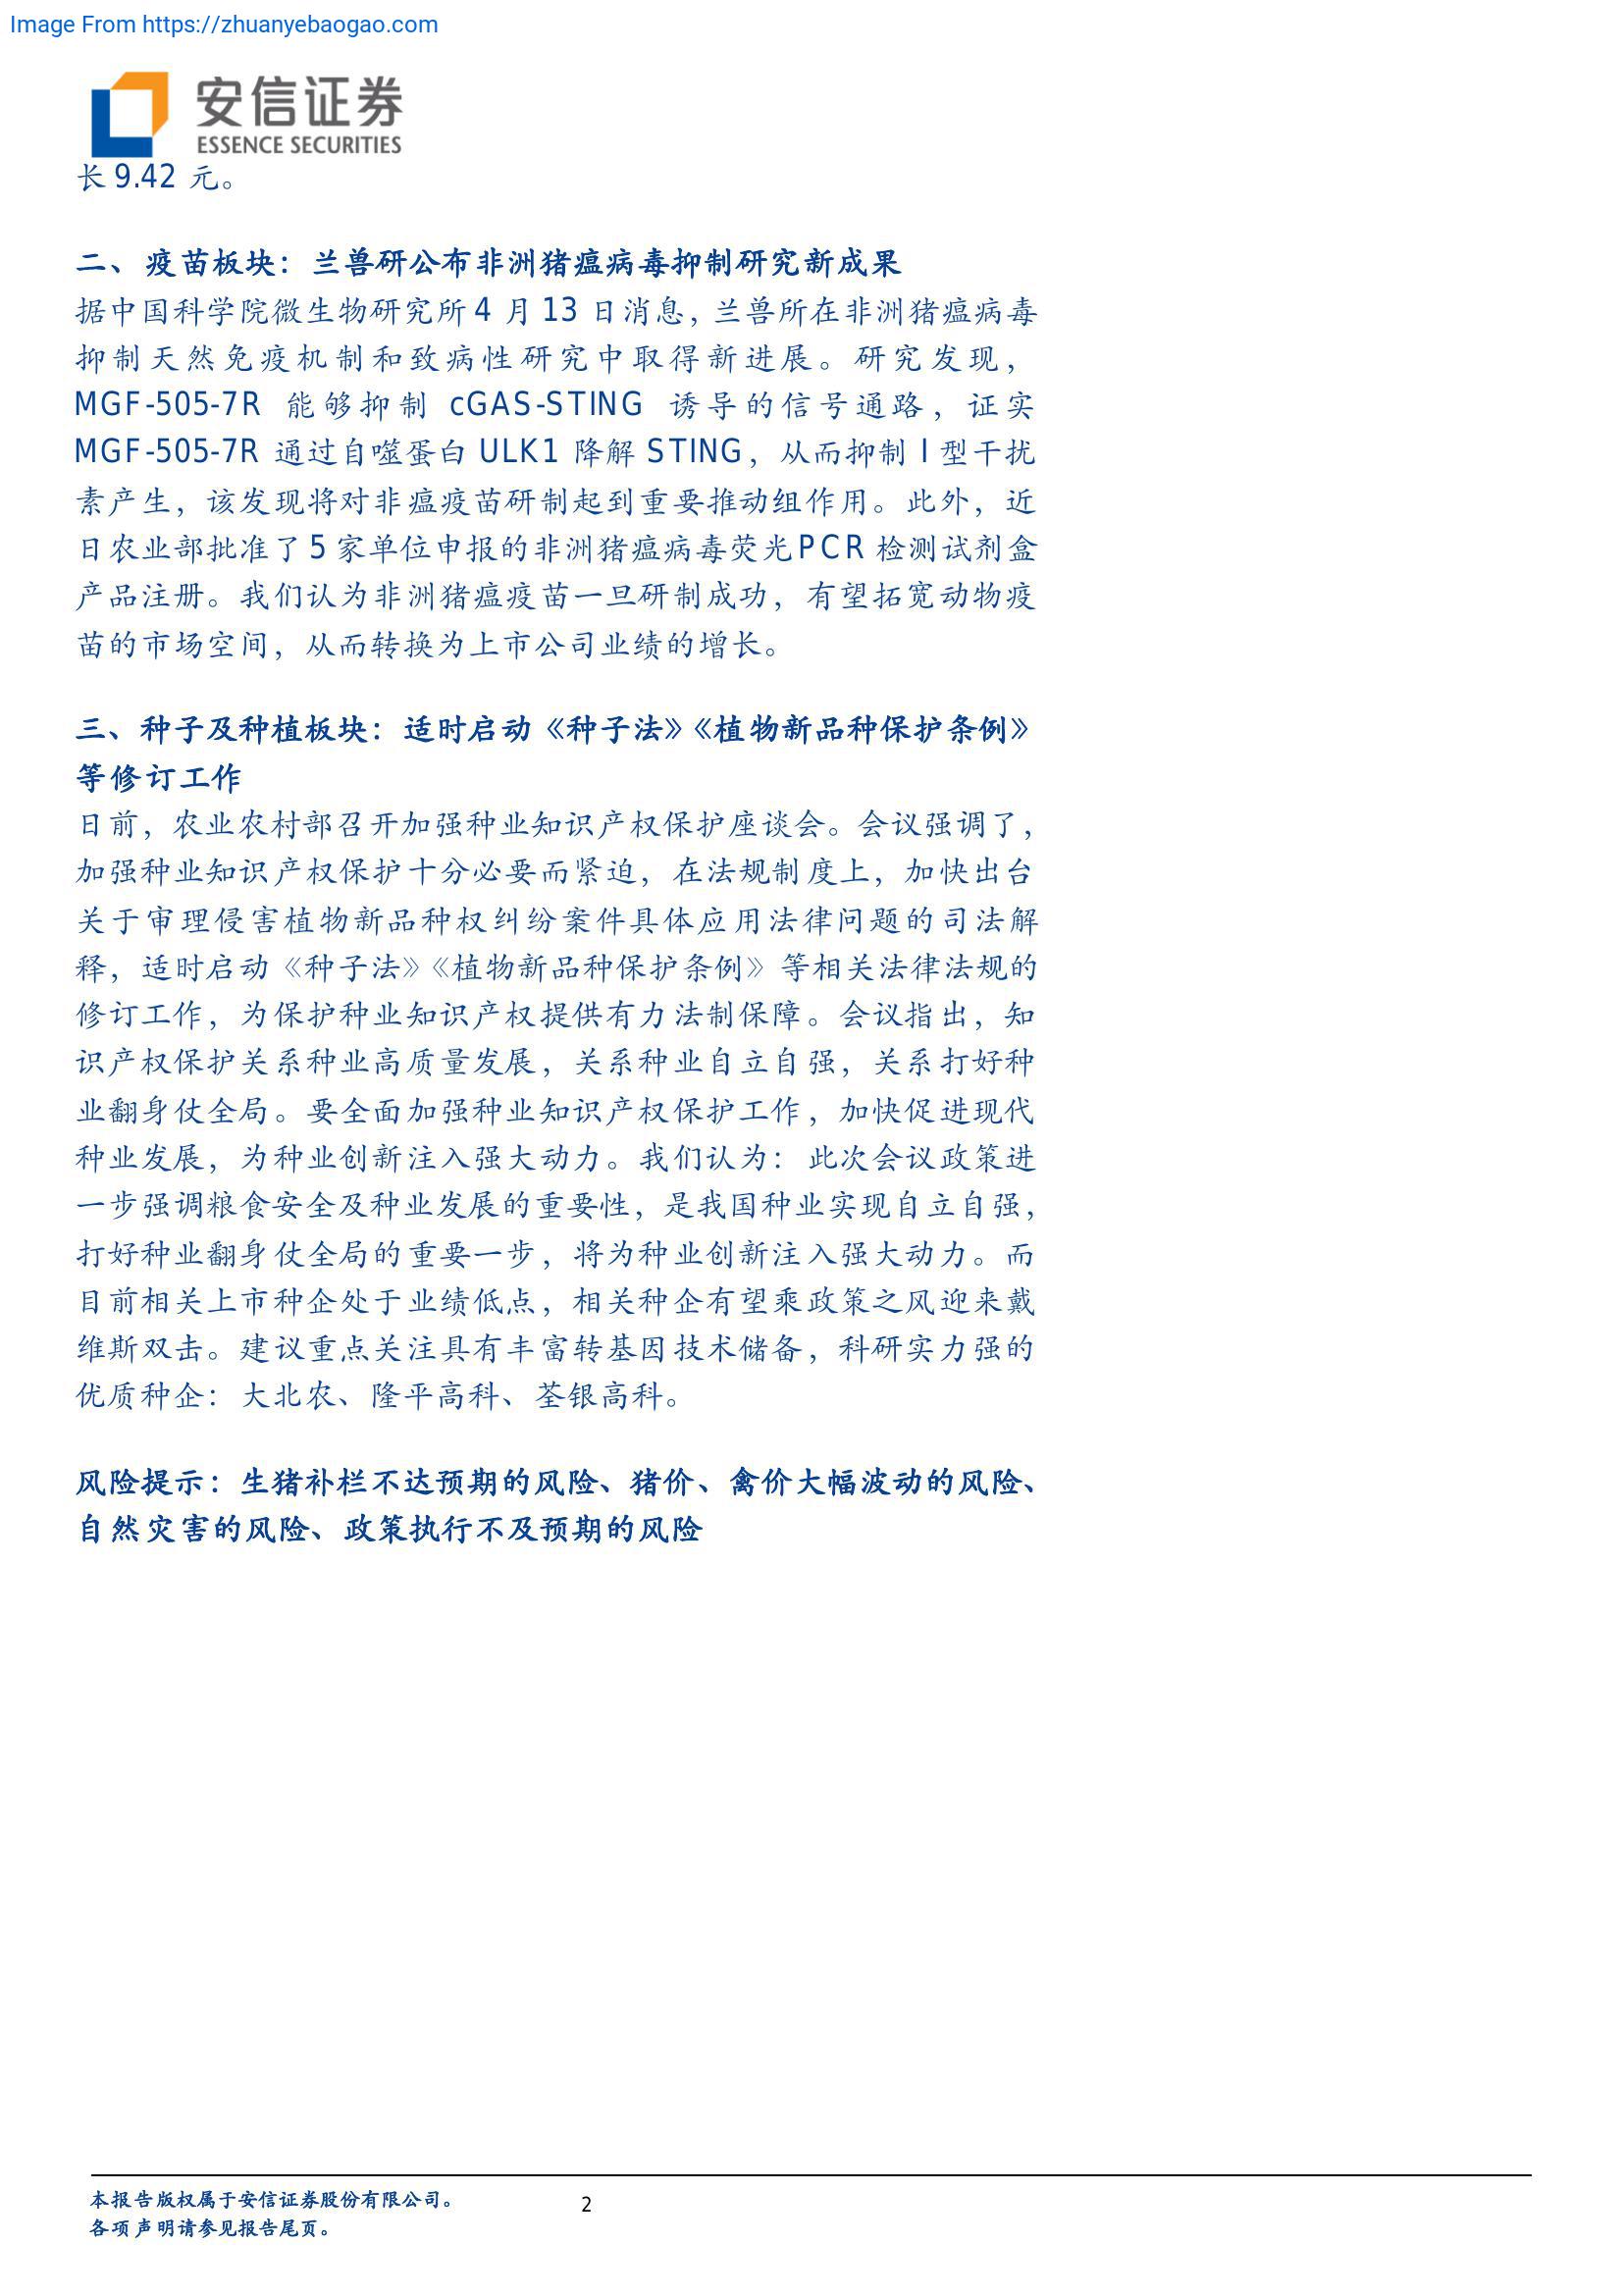 Image From https://zhuanyebaogao.com
安信证券
ESSENCE SECURITIES
长 9.42 元。
二、疫苗板块：兰兽研公布非洲猪瘟病毒抑制研究新成果
据中国科学院微生物研究所 4 月 13 日消息，兰兽所在非洲猪瘟病毒
抑制天然免疫机制和致病性研究中取得新进展。研究发现，
MGF-505-7R 能够抑制 cGAS-STING 诱导的信号通路，证实
MGF-505-7R 通过自噬蛋白 ULK1 降解 STING，从而抑制 I 型干扰
素产生，该发现将对非瘟疫苗研制起到重要推动组作用。此外，近
日农业部批准了 5 家单位申报的非洲猪瘟病毒荧光 PCR 检测试剂盒
产品注册。我们认为非洲猪瘟疫苗一旦研制成功，有望拓宽动物疫
苗的市场空间，从而转换为上市公司业绩的增长。
三、种子及种植板块：适时启动《种子法》《植物新品种保护条例》
等修订工作
日前，农业农村部召开加强种业知识产权保护座谈会。会议强调了，
加强种业知识产权保护十分必要而紧迫，在法规制度上，加快出台
关于审理侵害植物新品种权纠纷案件具体应用法律问题的司法解
释，适时启动《种子法》《植物新品种保护条例》等相关法律法规的
修订工作，为保护种业知识产权提供有力法制保障。会议指出，知
识产权保护关系种业高质量发展，关系种业自立自强，关系打好种
业翻身仗全局。要全面加强种业知识产权保护工作，加快促进现代
种业发展，为种业创新注入强大动力。我们认为：此次会议政策进
一步强调粮食安全及种业发展的重要性，是我国种业实现自立自强，
打好种业翻身仗全局的重要一步，将为种业创新注入强大动力。而
目前相关上市种企处于业绩低点，相关种企有望乘政策之风迎来戴
维斯双击。建议重点关注具有丰富转基因技术储备，科研实力强的
优质种企：大北农、隆平高科、荃银高科。
风险提示：生猪补栏不达预期的风险、猪价、禽价大幅波动的风险、
自然灾害的风险、政策执行不及预期的风险
本报告版权属于安信证券股份有限公司。
2
各项声明请参见报告尾页。